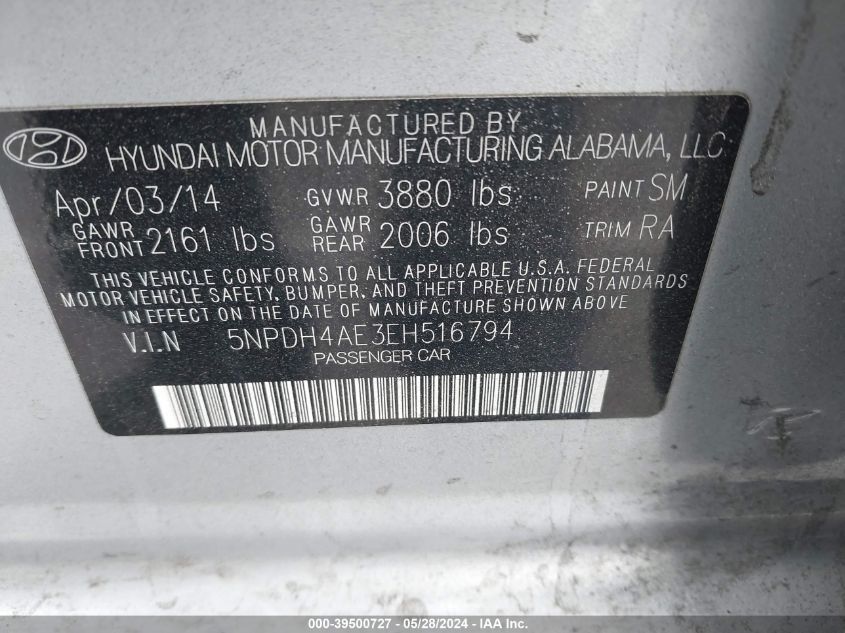 MANUFACTURED BY
HYUNDAI MOTOR MANUFACTURING ALABAMA, LLC
Apr/03/14 GVWR 3880 lbs PAINT SM
GAWR FRONT 2161 lbs GAWR REAR 2006 lbs TRIM RA
THIS VEHICLE CONFORMS TO ALL APPLICABLE U.S.A. FEDERAL
MOTOR VEHICLE SAFETY, BUMPER, AND THEFT PREVENTION STANDARDS
IN EFFECT ON THE DATE OF MANUFACTURE SHOWN ABOVE
V.I.N 5NPDH4AE3EH516794
PASSENGER CAR
000-39500727 - 05/28/2024 - IAA Inc.